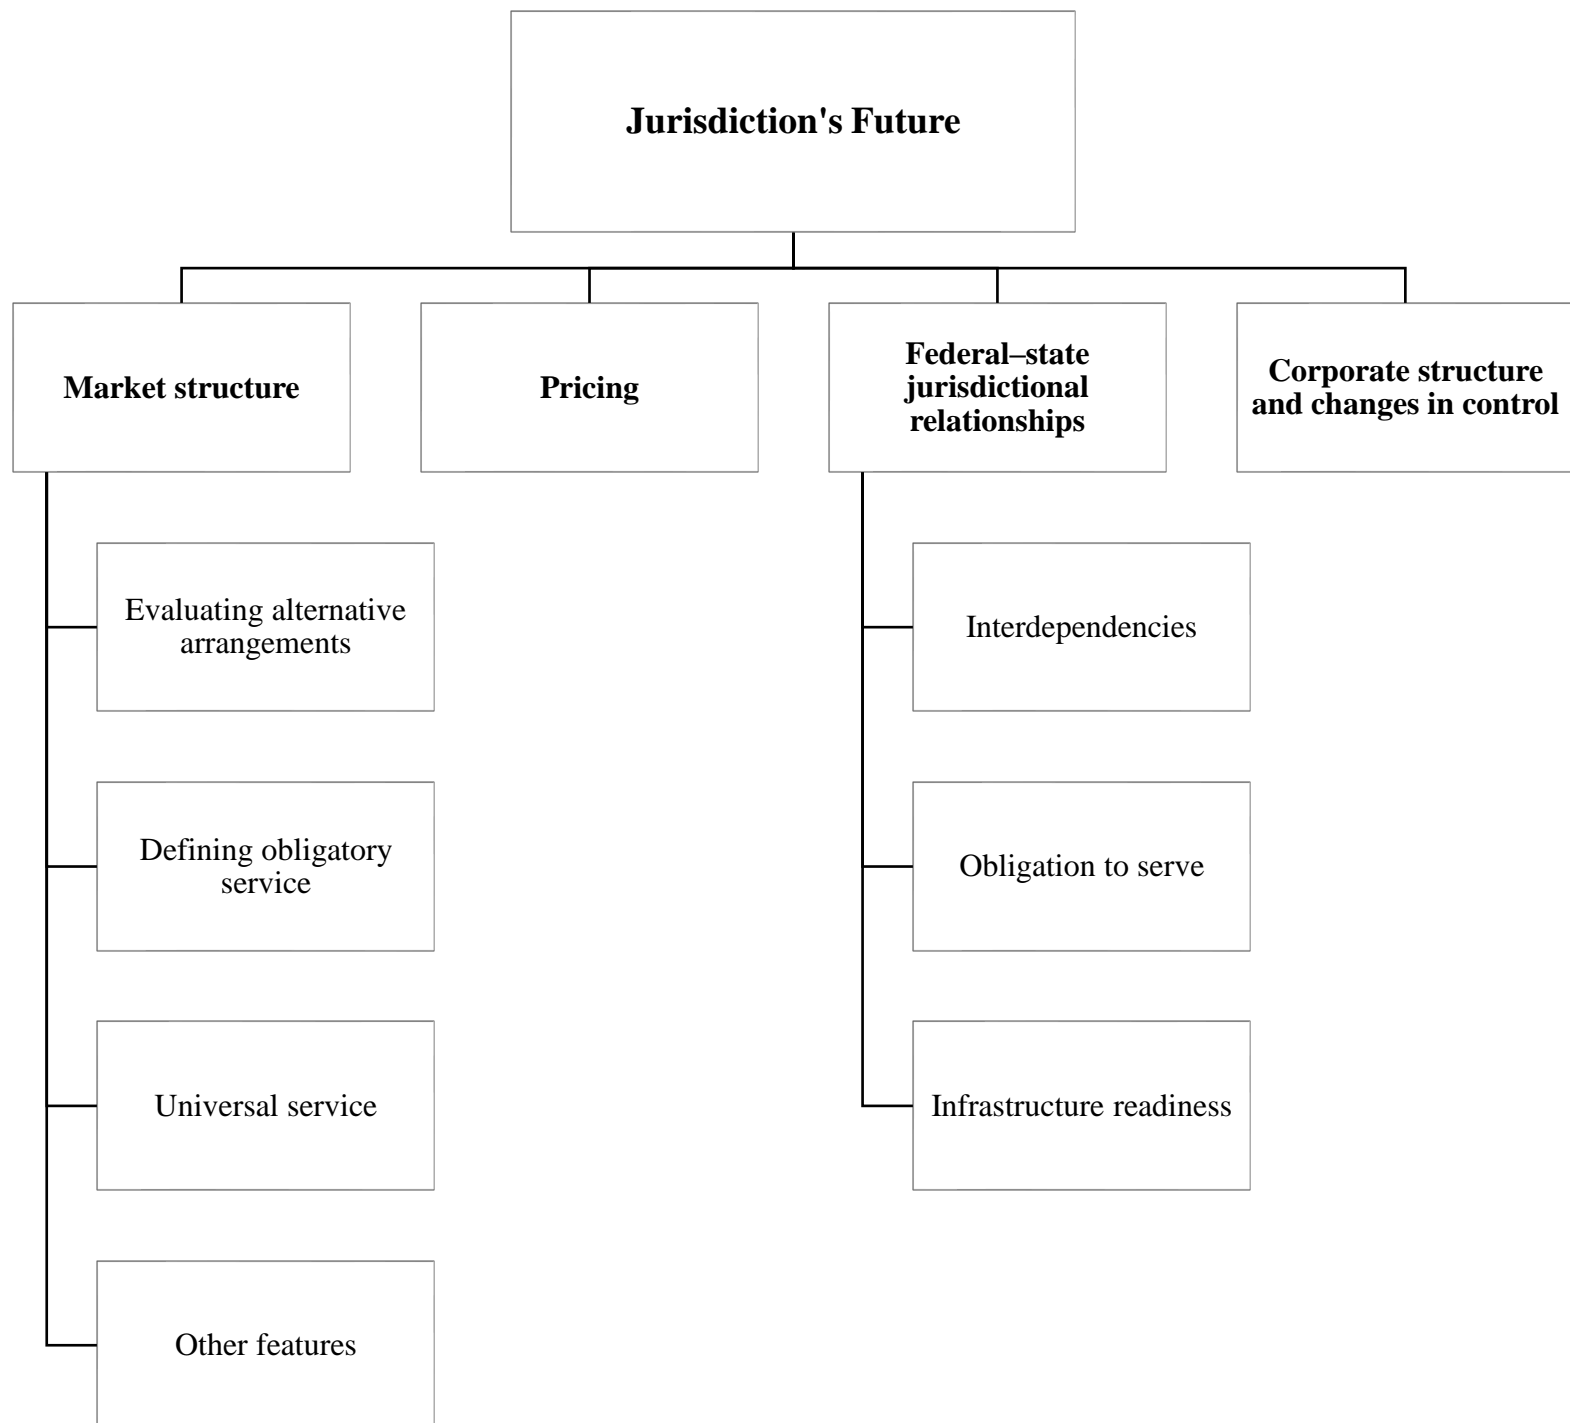 Jurisdiction's Future
Market structure
Pricing
Federal–state
jurisdictional
relationships
Corporate structure
and changes in control
Evaluating alternative
arrangements
Defining obligatory
service
Universal service
Other features
Interdependencies
Obligation to serve
Infrastructure readiness